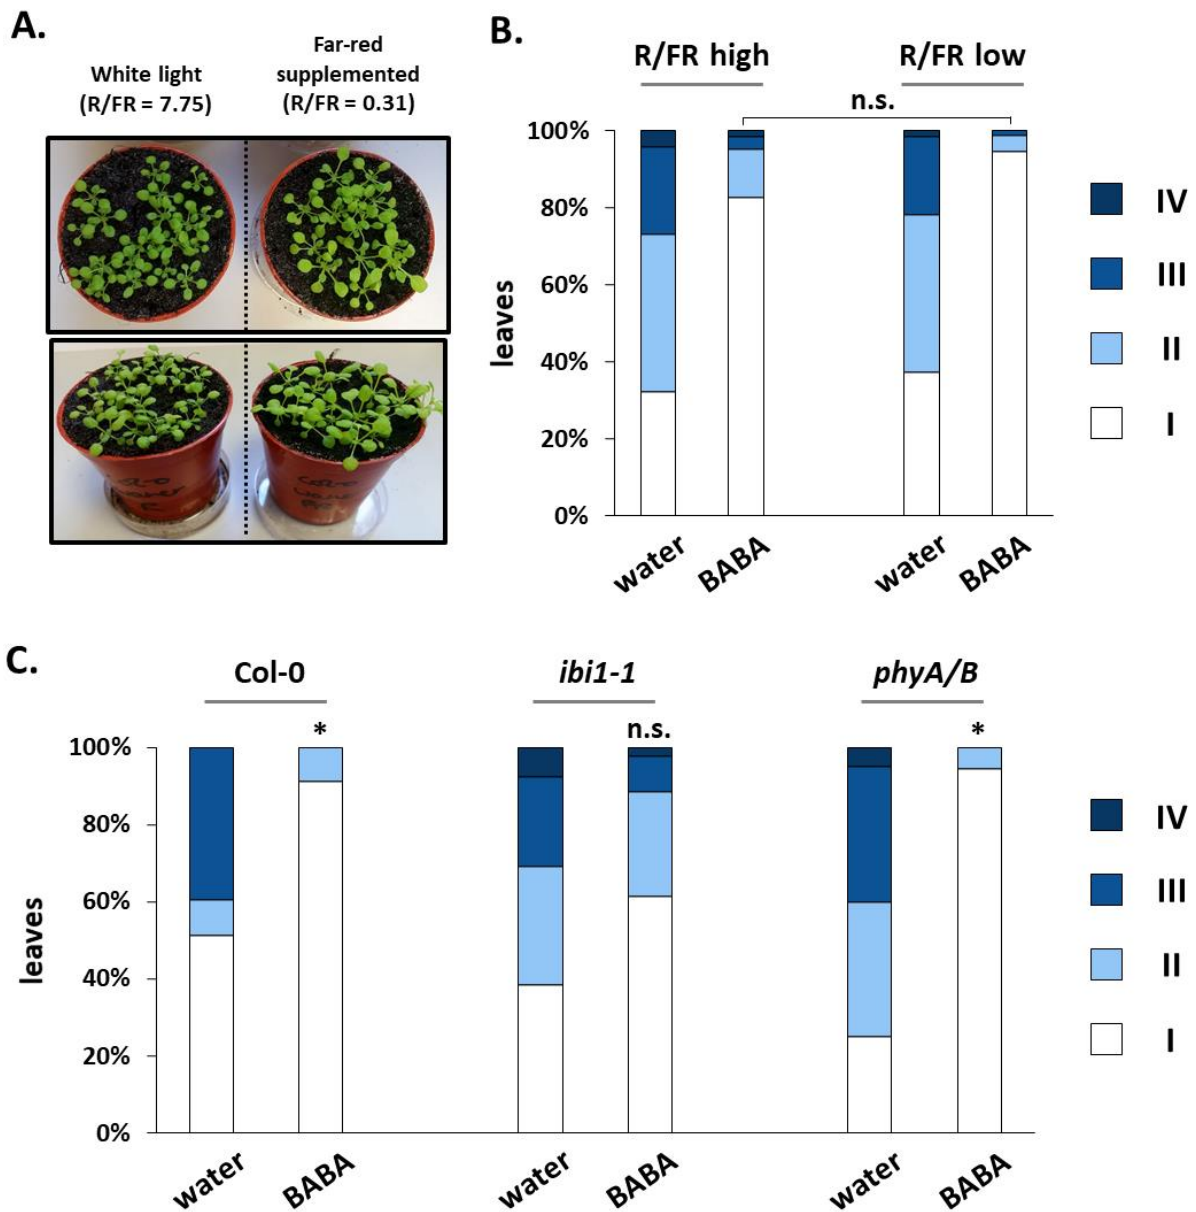 A.
White light
(R/FR = 7.75)
Far-red
supplemented
(R/FR = 0.31)
B.
R/FR high
R/FR low
n.s.
leaves
100%
80%
60%
40%
20%
0%
water
BABA
water
BABA
IV
III
II
I
C.
Col-0
ibi1-1
phyA/B
*
n.s.
*
leaves
100%
80%
60%
40%
20%
0%
water
BABA
water
BABA
water
BABA
IV
III
II
I